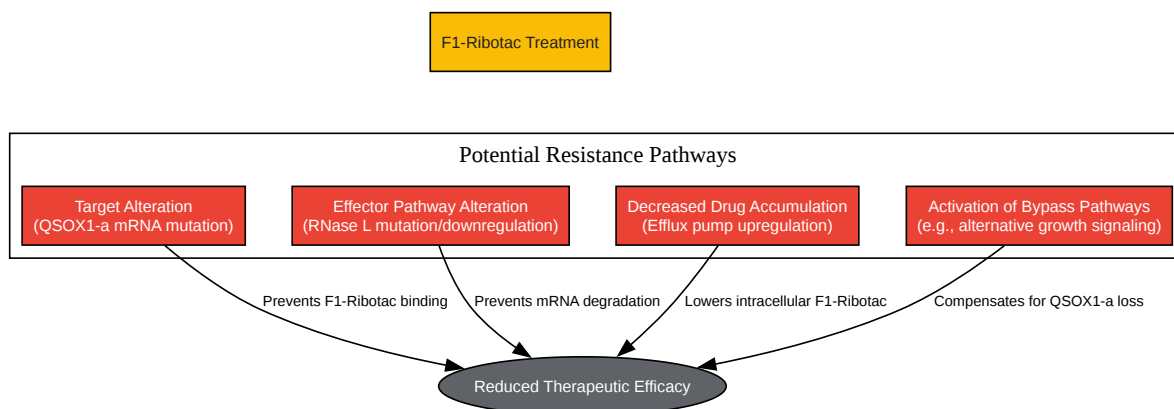 F1-Ribotac Treatment
Potential Resistance Pathways
Target Alteration
(QSOX1-a mRNA mutation)
Effector Pathway Alteration
(RNase L mutation/downregulation)
Decreased Drug Accumulation
(Efflux pump upregulation)
Activation of Bypass Pathways
(e.g., alternative growth signaling)
Prevents F1-Ribotac binding
Prevents mRNA degradation
Lowers intracellular F1-Ribotac
Compensates for QSOX1-a loss
Reduced Therapeutic Efficacy